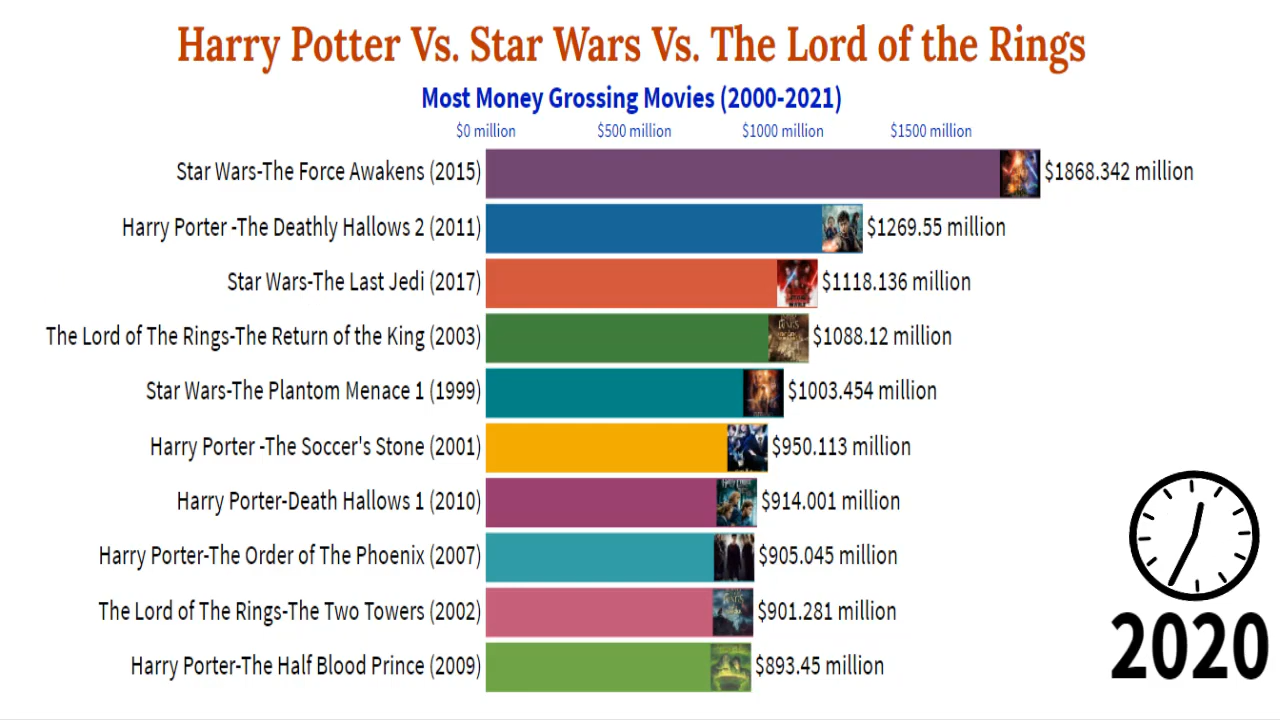 Harry Potter Vs. Star Wars Vs. The Lord of the Rings
Most Money Grossing Movies (2000-2021)
$0 million $500 million $1000 million $1500 million
Star Wars-The Force Awakens (2015) $1868.342 million
Harry Porter -The Deathly Hallows 2 (2011) $1269.55 million
Star Wars-The Last Jedi (2017) $1118.136 million
The Lord of The Rings-The Return of the King (2003) $1088.12 million
Star Wars-The Plantom Menace 1 (1999) $1003.454 million
Harry Porter -The Soccer's Stone (2001) $950.113 million
Harry Porter-Death Hallows 1 (2010) $914.001 million
Harry Porter-The Order of The Phoenix (2007) $905.045 million
The Lord of The Rings-The Two Towers (2002) $901.281 million
Harry Porter-The Half Blood Prince (2009) $893.45 million
2020